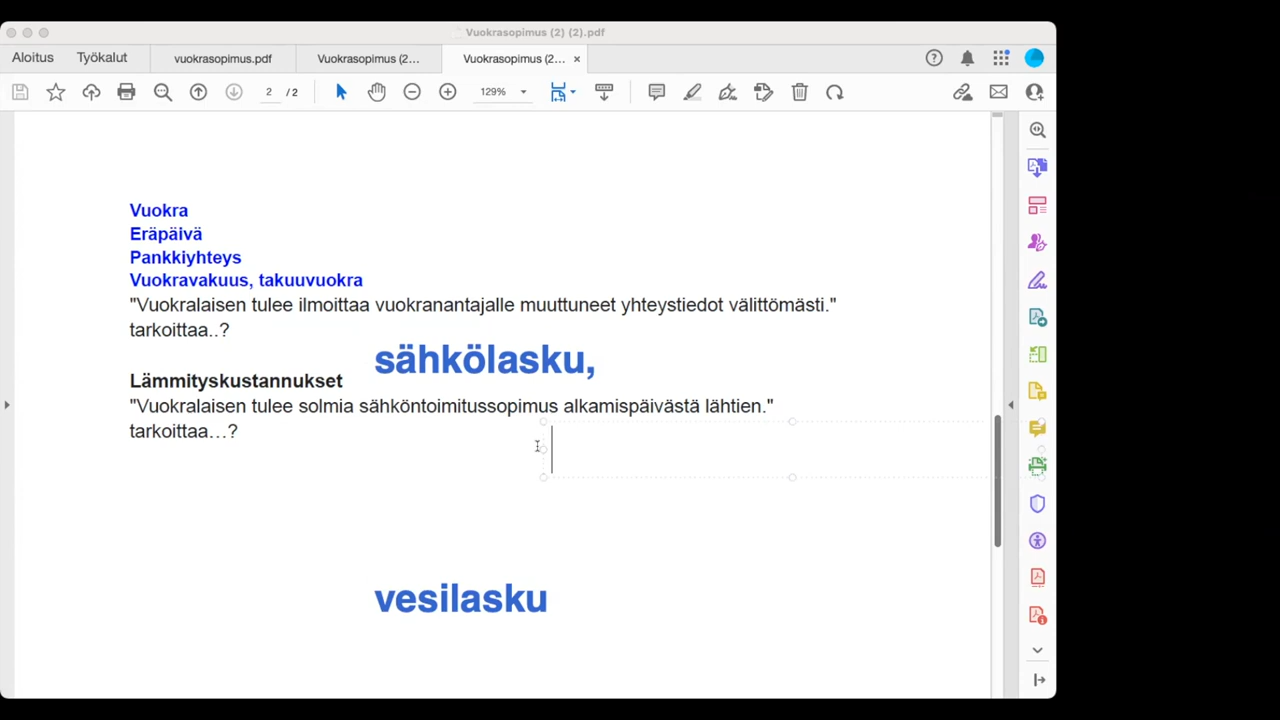 Vuokrasopimus (2) (2).pdf
Aloitus Työkalut vuokrasopimus.pdf Vuokrasopimus (2... Vuokrasopimus (2... ×
2 / 2 129%
Vuokra
Eräpäivä
Pankkiyhteys
Vuokravakuus, takuuvuokra
"Vuokralaisen tulee ilmoittaa vuokranantajalle muuttuneet yhteystiedot välittömästi."
tarkoittaa..?
sähkölasku,
Lämmityskustannukset
"Vuokralaisen tulee solmia sähköntoimitussopimus alkamispäivästä lähtien."
tarkoittaa...?
vesilasku